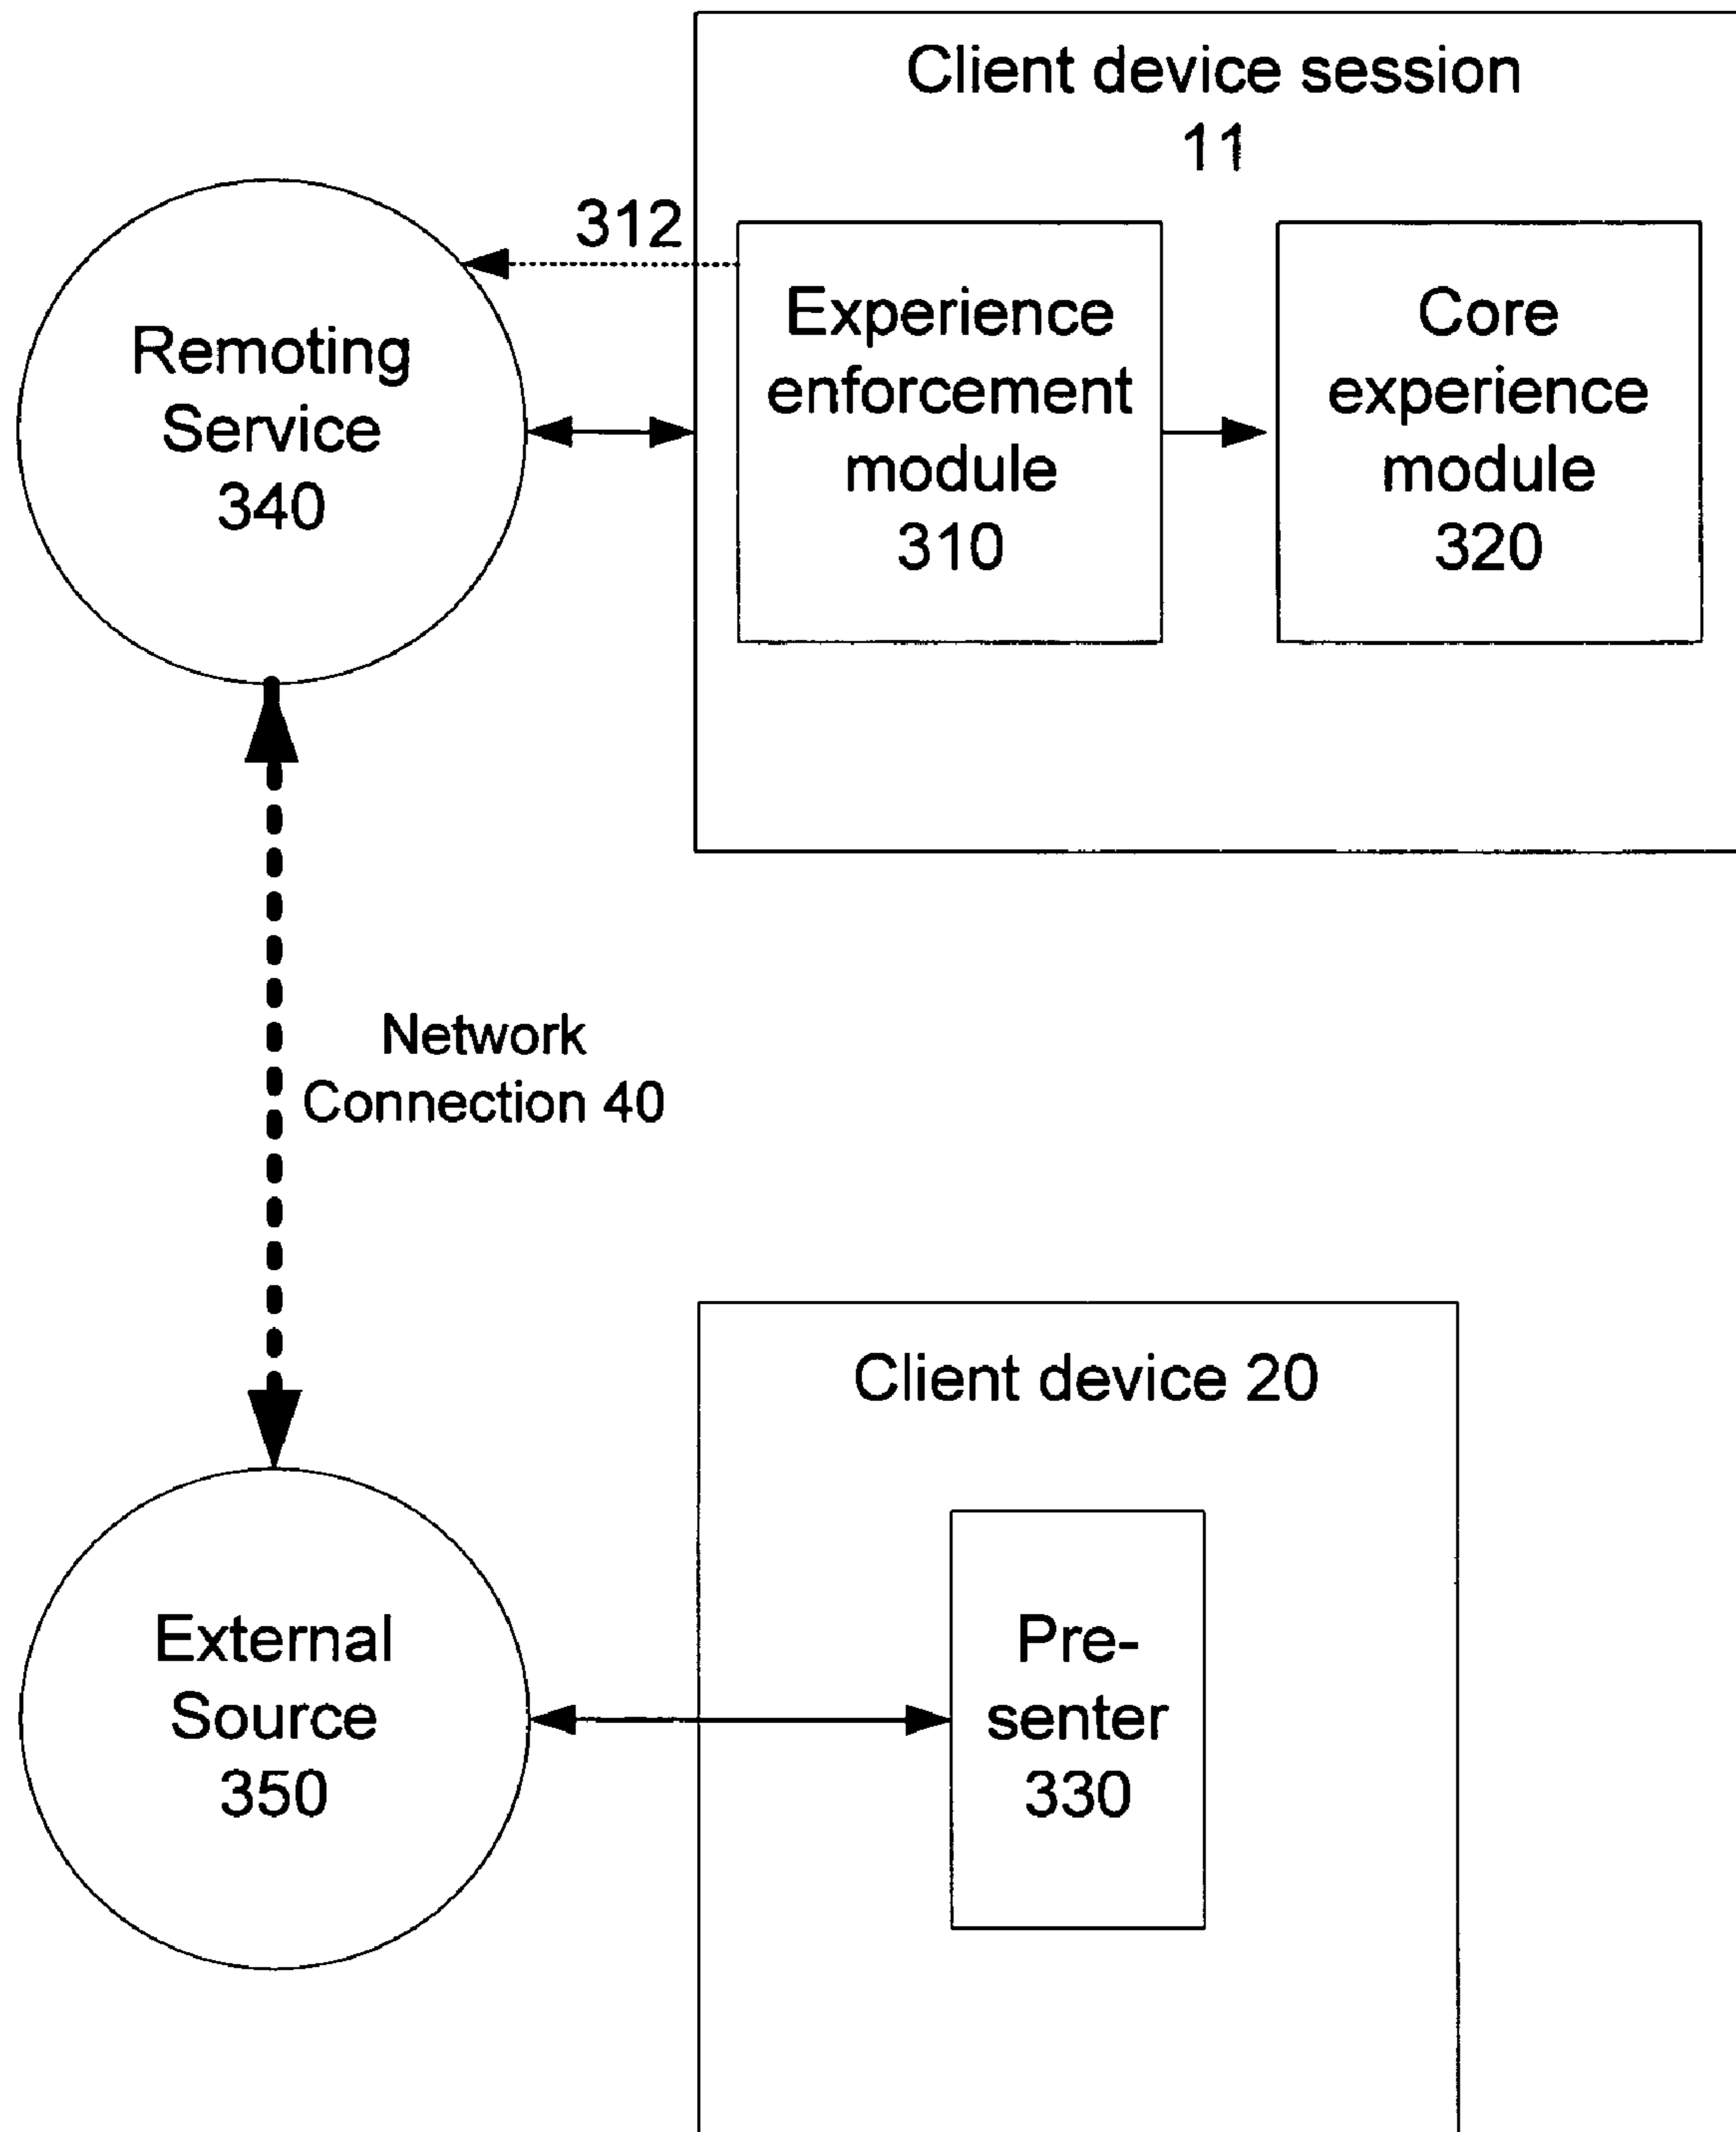 Client device session
11
312
Experience
enforcement
module
310
Core
experience
module
320
Remoting
Service
340
Network
Connection 40
Client device 20
External
Source
350
Pre-
senter
330